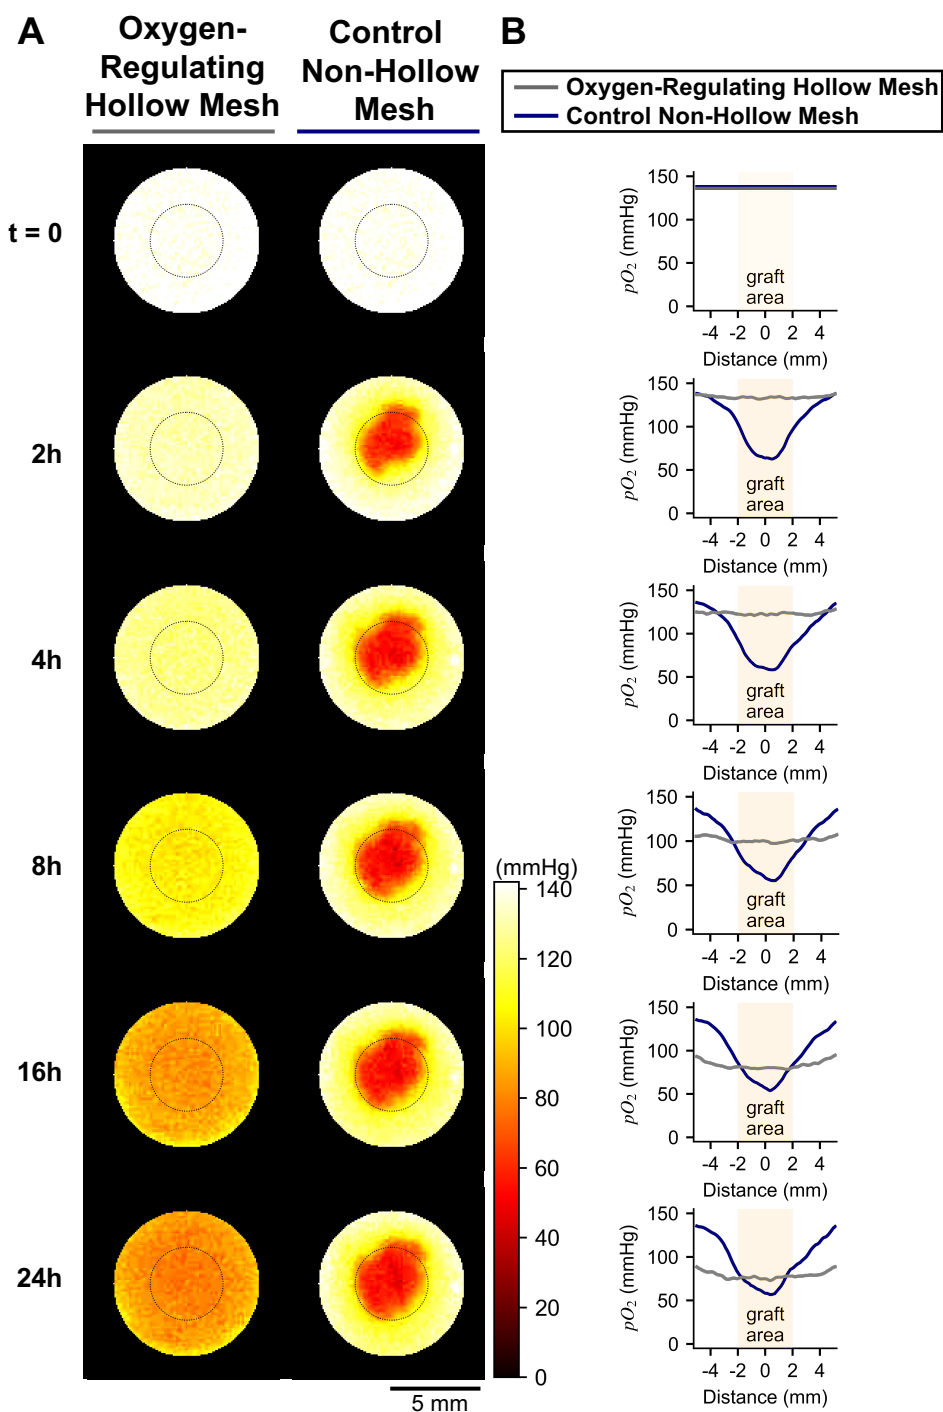 A
Oxygen-
Regulating
Hollow Mesh
Control
Non-Hollow
Mesh
t = 0
2h
4h
8h
16h
24h
(mmHg)
140
120
100
80
60
40
20
0
5 mm
B
Oxygen-Regulating Hollow Mesh
Control Non-Hollow Mesh
pO₂ (mmHg)
150
100
50
0
graft
area
-4 -2 0 2 4
Distance (mm)
pO₂ (mmHg)
150
100
50
0
graft
area
-4 -2 0 2 4
Distance (mm)
pO₂ (mmHg)
150
100
50
0
graft
area
-4 -2 0 2 4
Distance (mm)
pO₂ (mmHg)
150
100
50
0
graft
area
-4 -2 0 2 4
Distance (mm)
pO₂ (mmHg)
150
100
50
0
graft
area
-4 -2 0 2 4
Distance (mm)
pO₂ (mmHg)
150
100
50
0
graft
area
-4 -2 0 2 4
Distance (mm)